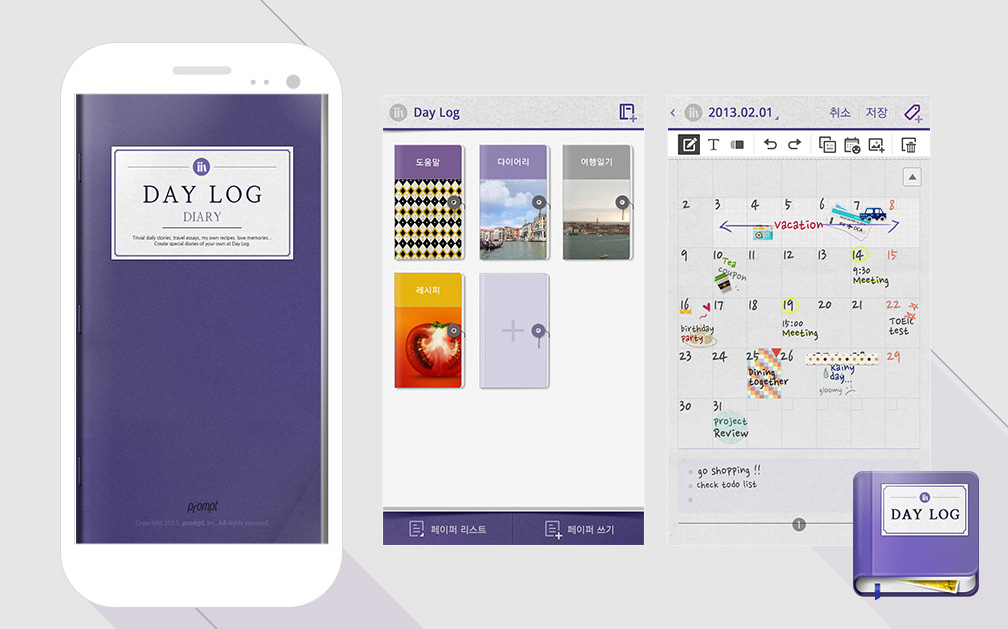 DAY LOG
DIARY
Trivial daily stories, travel essays, my own recipes, love memories...
Create special diaries of your own at Day Log.
prompt
Copyright 2013. prompt, Inc. All rights reserved.
Day Log
도움말
다이어리
여행일기
레시피
페이퍼 리스트
페이퍼 쓰기
2013.02.01
취소
저장
T
2 3 4 5 6 7 8
vacation
9 10 11 12 13 14 15
Tea
coupon
9:30
Meeting
16 17 18 19 20 21 22
birthday
party
15:00
Meeting
TOEIC
test
23 24 25 26 29
Dining
together
Rainy
day...
gloomy
30 31
project
Review
go shopping !!
check todo list
1
DAY LOG